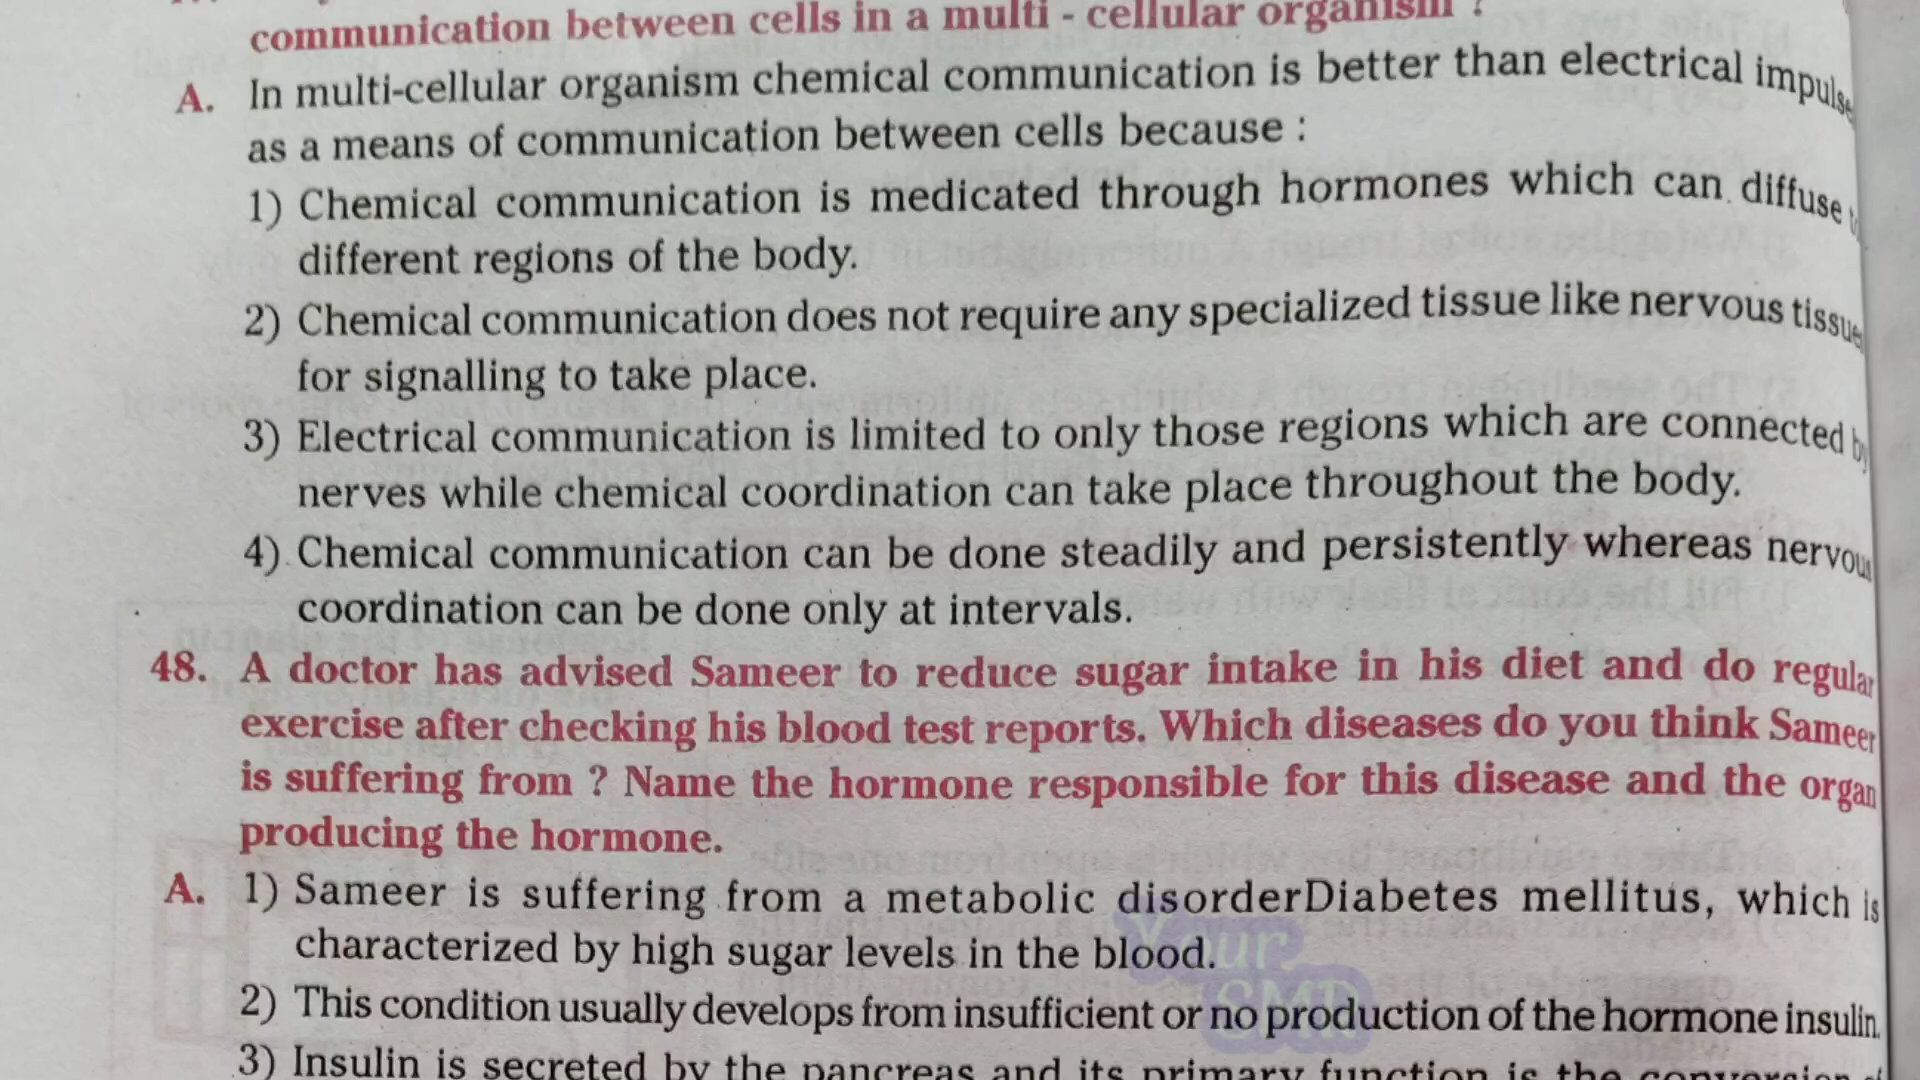 communication between cells in a multi - cellular organism ?
A. In multi-cellular organism chemical communication is better than electrical impulse
as a means of communication between cells because :
1) Chemical communication is medicated through hormones which can diffuse
different regions of the body.
2) Chemical communication does not require any specialized tissue like nervous tissue
for signalling to take place.
3) Electrical communication is limited to only those regions which are connected by
nerves while chemical coordination can take place throughout the body.
4) Chemical communication can be done steadily and persistently whereas nervous
coordination can be done only at intervals.
48. A doctor has advised Sameer to reduce sugar intake in his diet and do regular
exercise after checking his blood test reports. Which diseases do you think Sameer
is suffering from ? Name the hormone responsible for this disease and the organ
producing the hormone.
A. 1) Sameer is suffering from a metabolic disorderDiabetes mellitus, which is
characterized by high sugar levels in the blood.
2) This condition usually develops from insufficient or no production of the hormone insulin.
3) Insulin is secreted by the pancreas and its primary function is the conversion of
Your
SMD